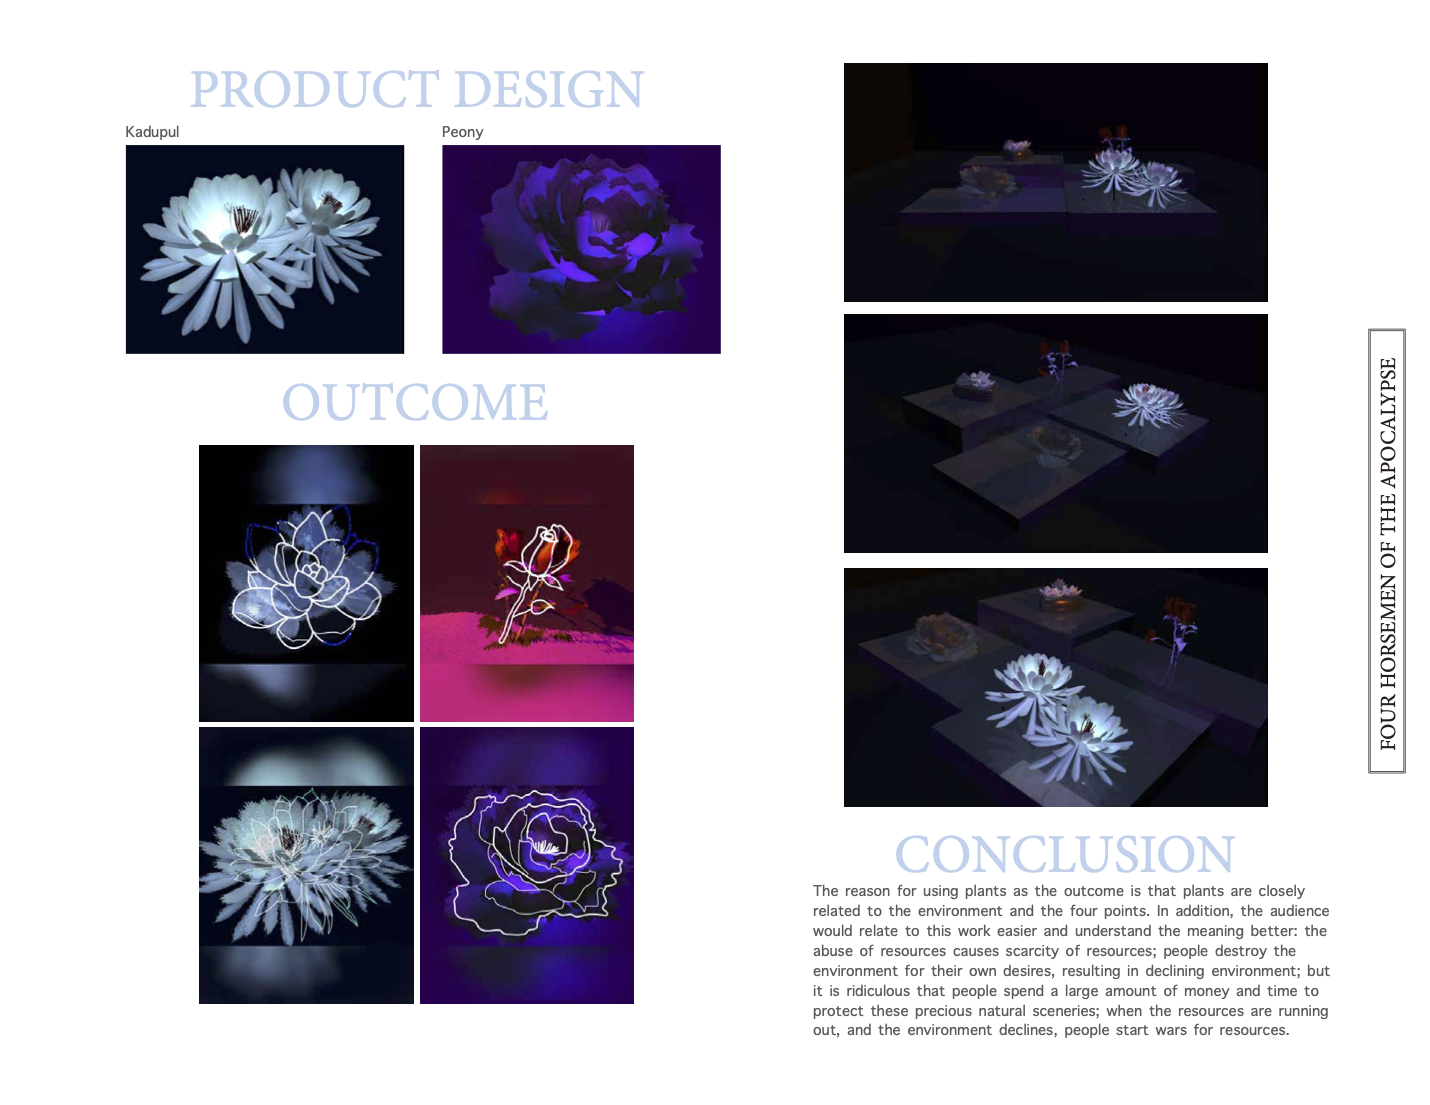 PRODUCT DESIGN
Kadupul
Peony
OUTCOME
CONCLUSION
The reason for using plants as the outcome is that plants are closely
related to the environment and the four points. In addition, the audience
would relate to this work easier and understand the meaning better: the
abuse of resources causes scarcity of resources; people destroy the
environment for their own desires, resulting in declining environment; but
it is ridiculous that people spend a large amount of money and time to
protect these precious natural sceneries; when the resources are running
out, and the environment declines, people start wars for resources.
FOUR HORSEMEN OF THE APOCALYPSE